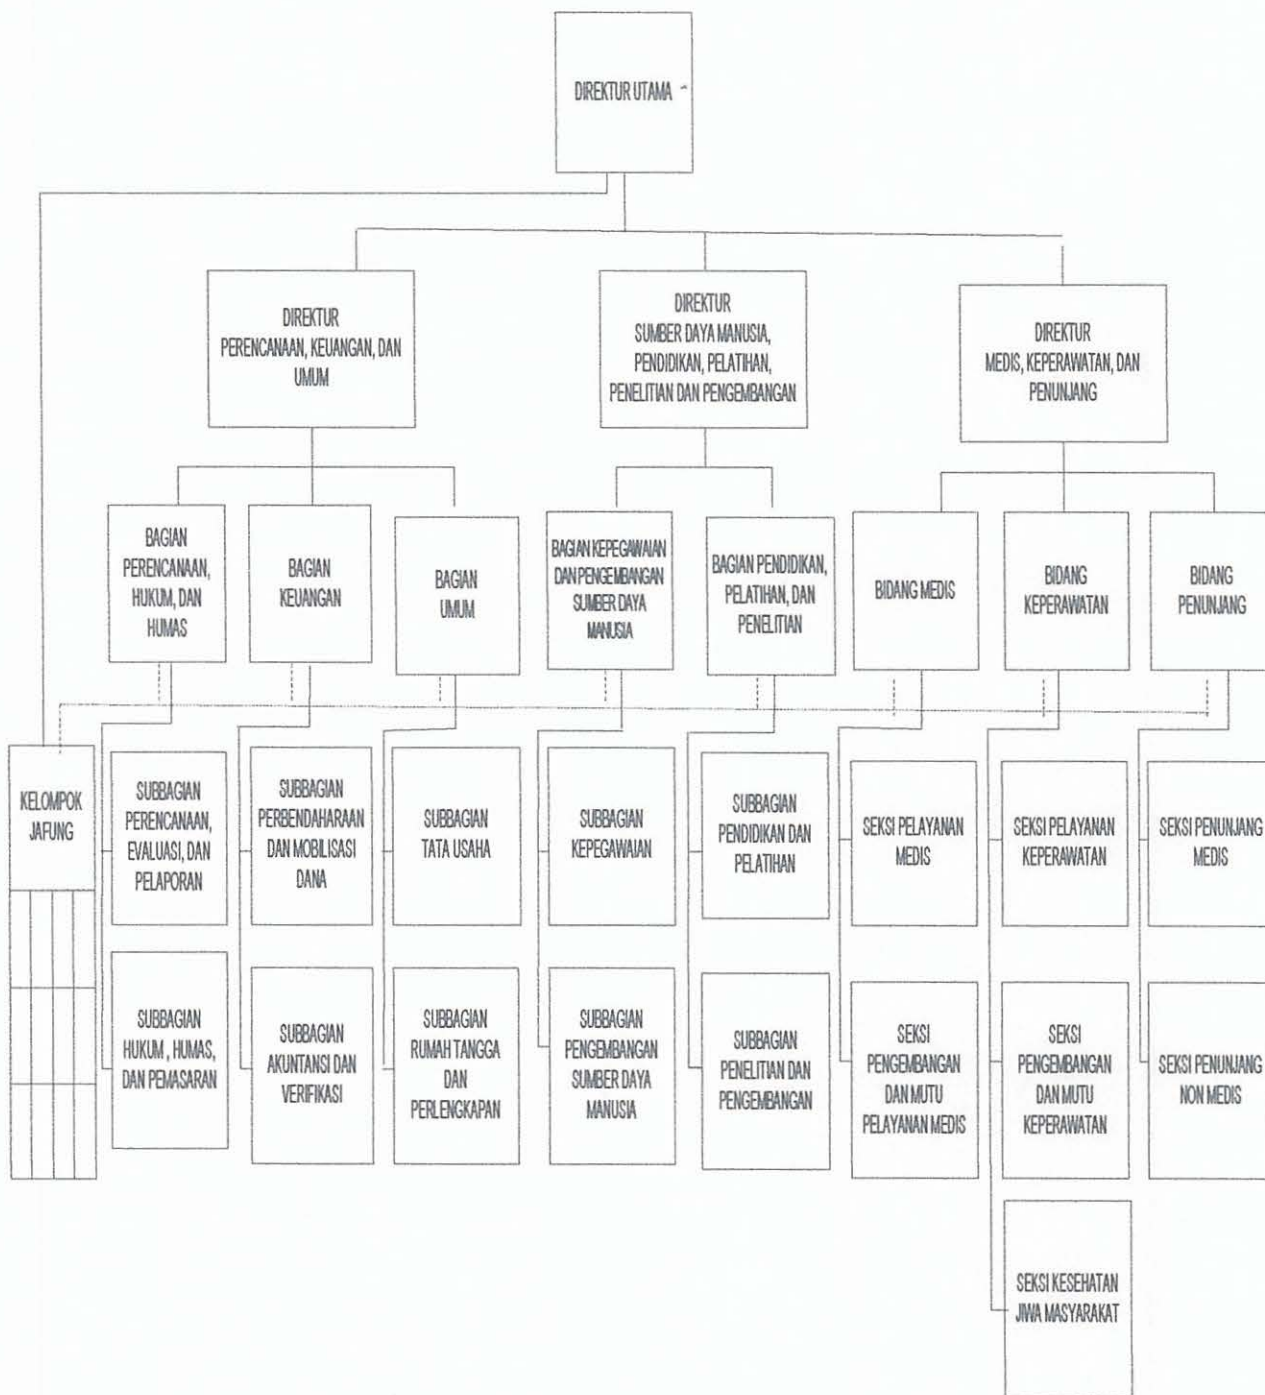 DIREKTUR UTAMA
DIREKTUR
PERENCANAAN, KEUANGAN, DAN
UMUM
DIREKTUR
SUMBER DAYA MANUSIA,
PENDIDIKAN, PELATIHAN,
PENELITIAN DAN PENGEMBANGAN
DIREKTUR
MEDIS, KEPERAWATAN, DAN
PENUNJANG
BAGIAN
PERENCANAAN,
HUKUM, DAN
HUMAS
BAGIAN
KEUANGAN
BAGIAN
UMUM
BAGIAN KEPEGAWAIAN
DAN PENGEMBANGAN
SUMBER DAYA
MANUSIA
BAGIAN PENDIDIKAN,
PELATIHAN, DAN
PENELITIAN
BIDANG MEDIS
BIDANG
KEPERAWATAN
BIDANG
PENUNJANG
KELOMPOK
JAFUNG
SUBBAGIAN
PERENCANAAN,
EVALUASI, DAN
PELAPORAN
SUBBAGIAN
PERBENDAHARAAN
DAN MOBILISASI
DANA
SUBBAGIAN
TATA USAHA
SUBBAGIAN
KEPEGAWAIAN
SUBBAGIAN
PENDIDIKAN DAN
PELATIHAN
SEKSI PELAYANAN
MEDIS
SEKSI PELAYANAN
KEPERAWATAN
SEKSI PENUNJANG
MEDIS
SUBBAGIAN
HUKUM , HUMAS,
DAN PEMASARAN
SUBBAGIAN
AKUNTANSI DAN
VERIFIKASI
SUBBAGIAN
RUMAH TANGGA
DAN
PERLENGKAPAN
SUBBAGIAN
PENGEMBANGAN
SUMBER DAYA
MANUSIA
SUBBAGIAN
PENELITIAN DAN
PENGEMBANGAN
SEKSI
PENGEMBANGAN
DAN MUTU
PELAYANAN MEDIS
SEKSI
PENGEMBANGAN
DAN MUTU
KEPERAWATAN
SEKSI PENUNJANG
NON MEDIS
SEKSI KESEHATAN
JIWA MASYARAKAT